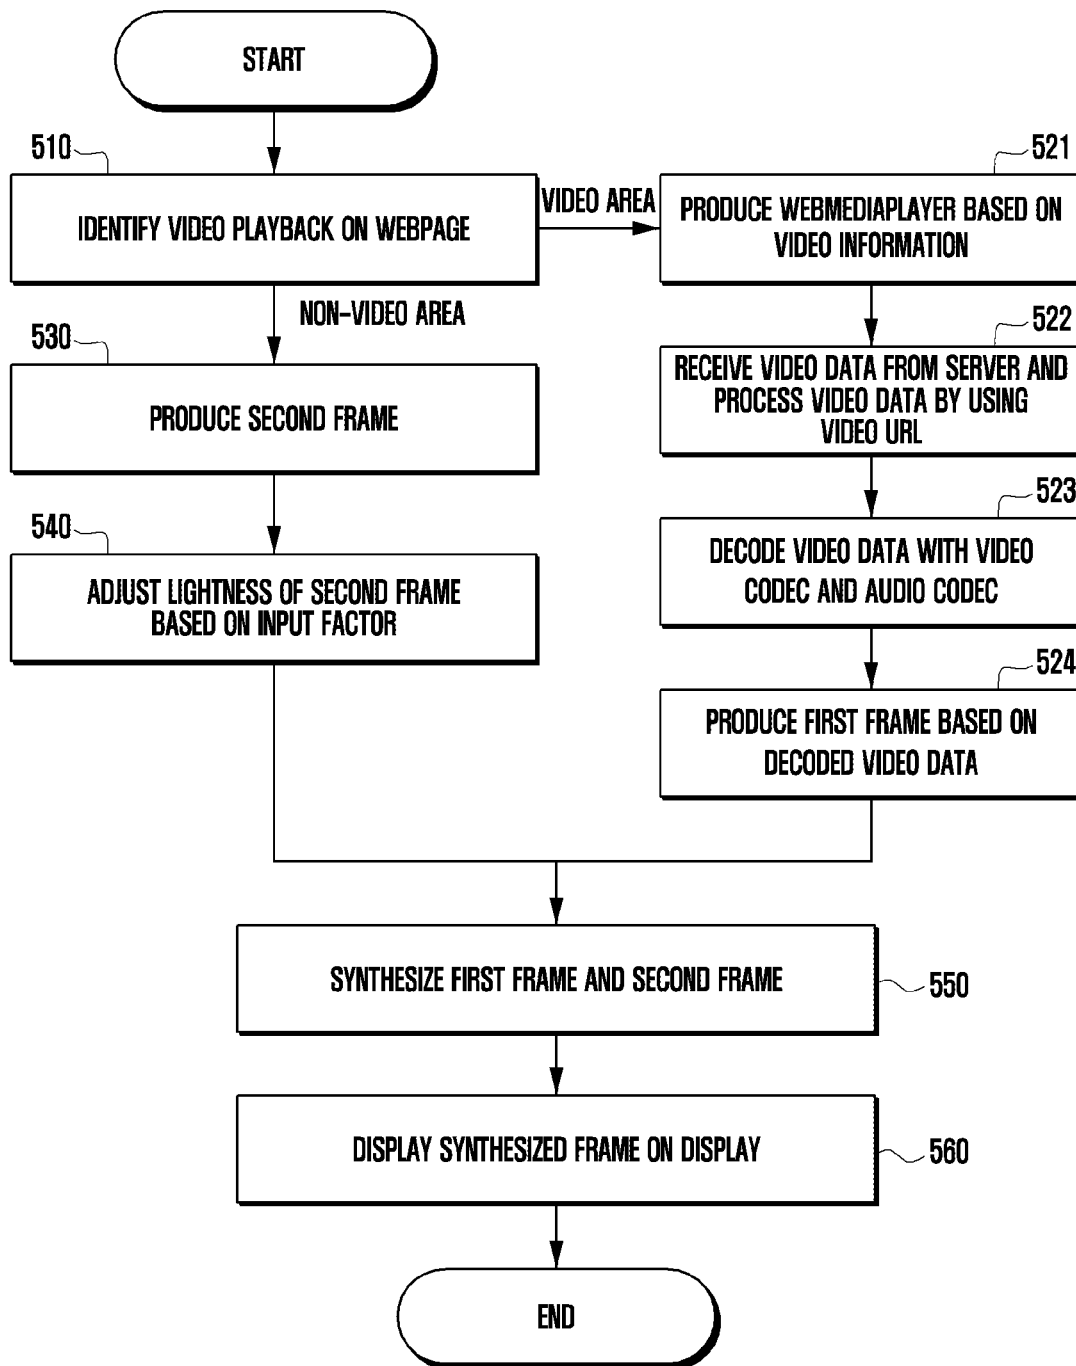 START
510
IDENTIFY VIDEO PLAYBACK ON WEBPAGE
VIDEO AREA
521
PRODUCE WEBMEDIAPLAYER BASED ON
VIDEO INFORMATION
NON-VIDEO AREA
522
RECEIVE VIDEO DATA FROM SERVER AND
PROCESS VIDEO DATA BY USING
VIDEO URL
530
PRODUCE SECOND FRAME
523
DECODE VIDEO DATA WITH VIDEO
CODEC AND AUDIO CODEC
540
ADJUST LIGHTNESS OF SECOND FRAME
BASED ON INPUT FACTOR
524
PRODUCE FIRST FRAME BASED ON
DECODED VIDEO DATA
SYNTHESIZE FIRST FRAME AND SECOND FRAME
550
DISPLAY SYNTHESIZED FRAME ON DISPLAY
560
END